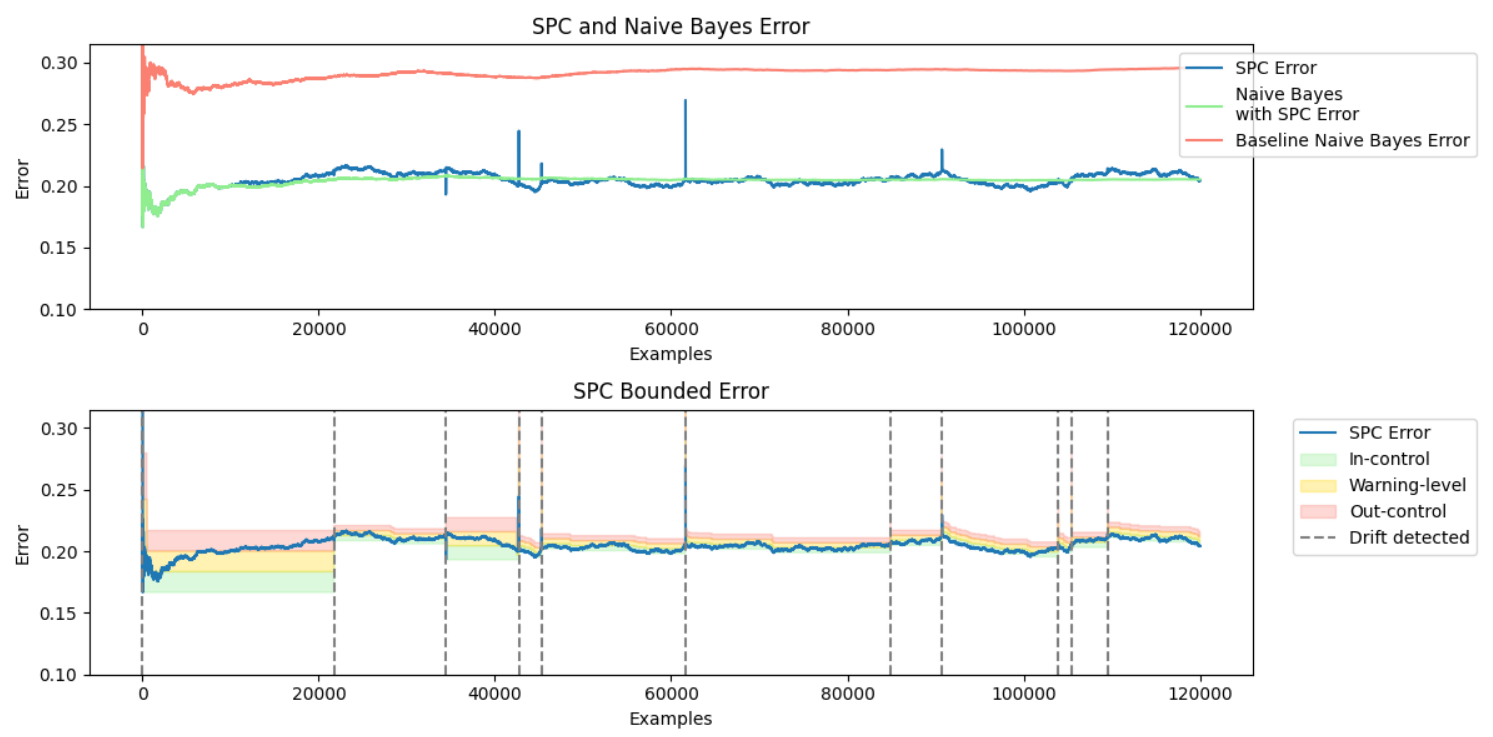 SPC and Naive Bayes Error
Error
0.30
0.25
0.20
0.15
0.10
0
20000
40000
60000
80000
100000
120000
Examples
SPC Error
Naive Bayes
with SPC Error
Baseline Naive Bayes Error
SPC Bounded Error
Error
0.30
0.25
0.20
0.15
0.10
0
20000
40000
60000
80000
100000
120000
Examples
SPC Error
In-control
Warning-level
Out-control
Drift detected